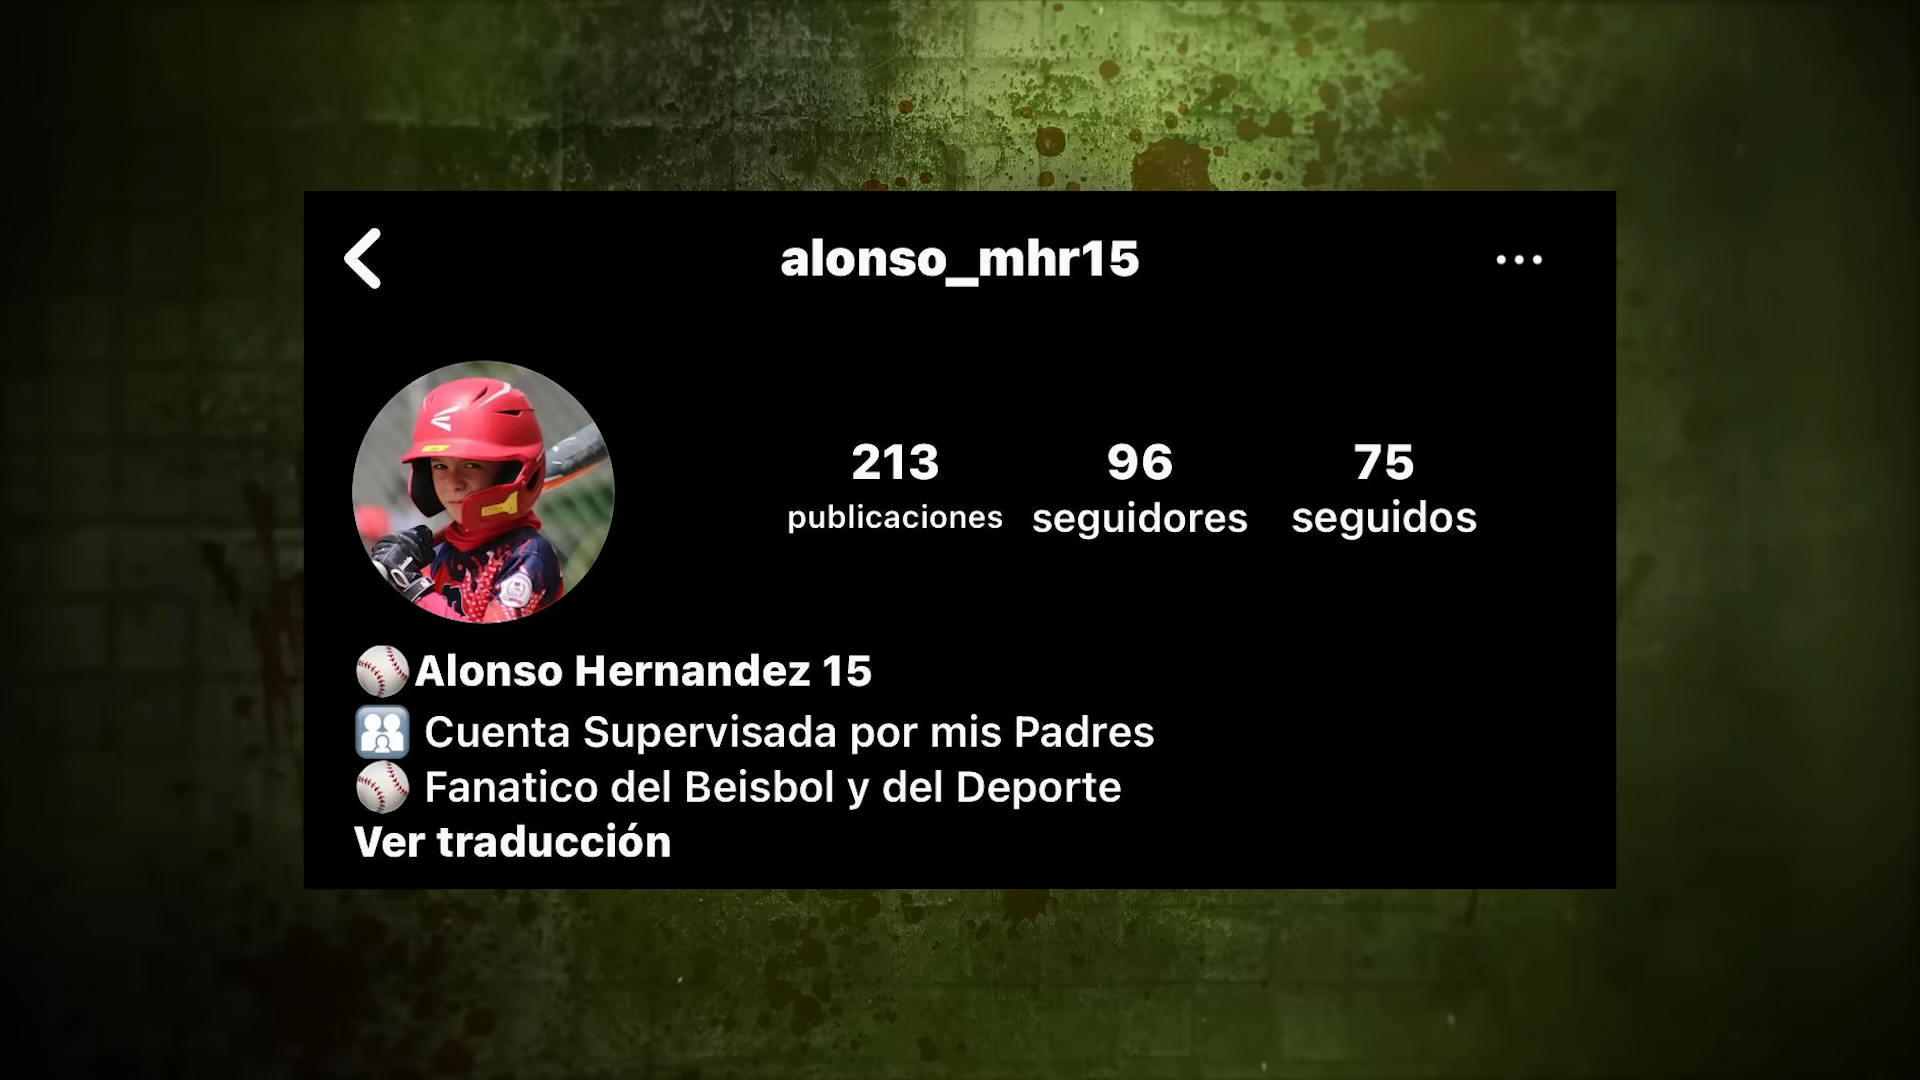 alonso_mhr15
213 96 75
publicaciones seguidores seguidos
Alonso Hernandez 15
Cuenta Supervisada por mis Padres
Fanatico del Beisbol y del Deporte
Ver traducción